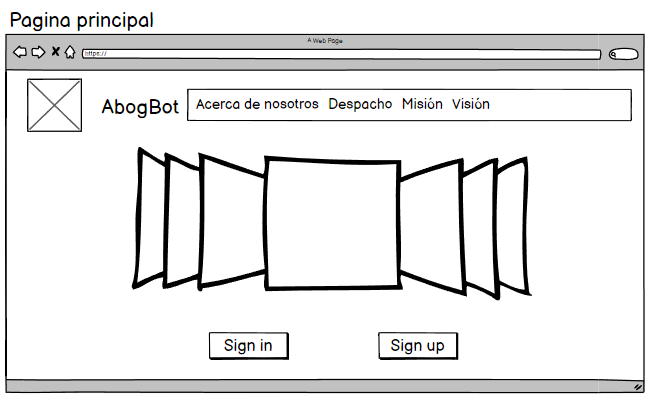 Pagina principal
A Web Page
https://
AbogBot
Acerca de nosotros Despacho Misión Visión
Sign in Sign up